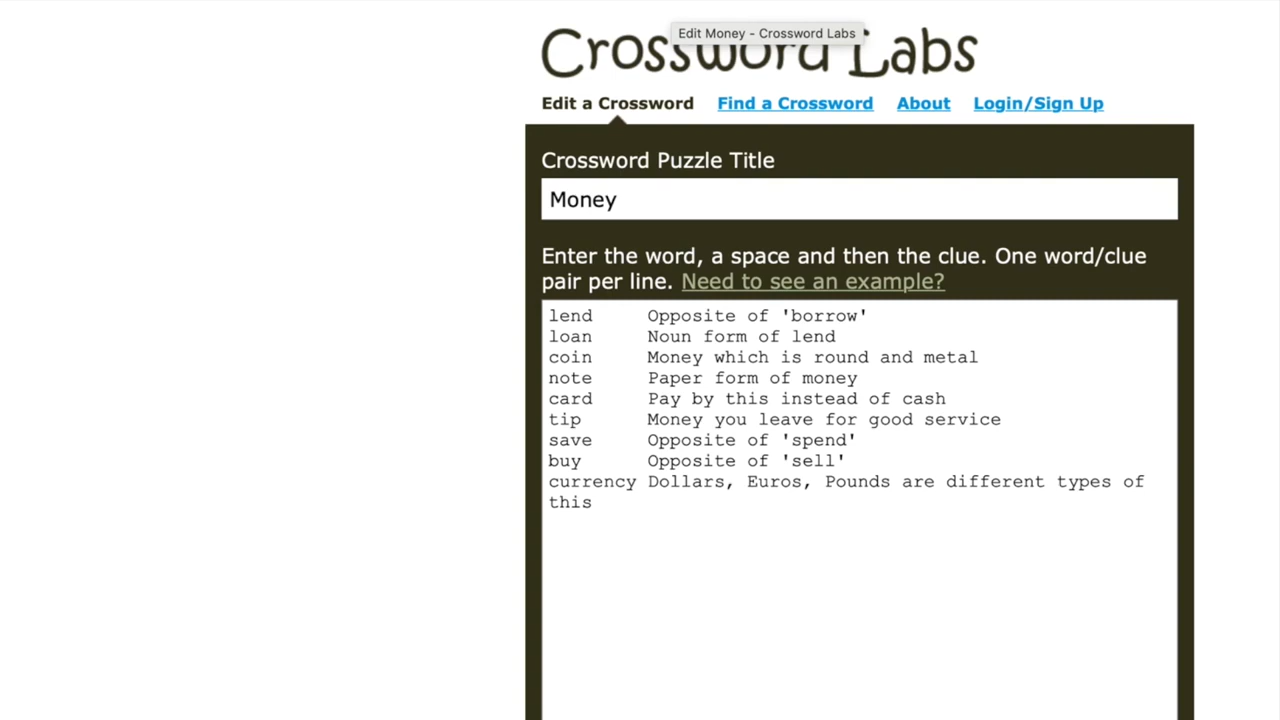 Edit Money - Crossword Labs
Crossword Labs
Edit a Crossword Find a Crossword About Login/Sign Up
Crossword Puzzle Title
Money
Enter the word, a space and then the clue. One word/clue
pair per line. Need to see an example?
lend Opposite of 'borrow'
loan Noun form of lend
coin Money which is round and metal
note Paper form of money
card Pay by this instead of cash
tip Money you leave for good service
save Opposite of 'spend'
buy Opposite of 'sell'
currency Dollars, Euros, Pounds are different types of
this